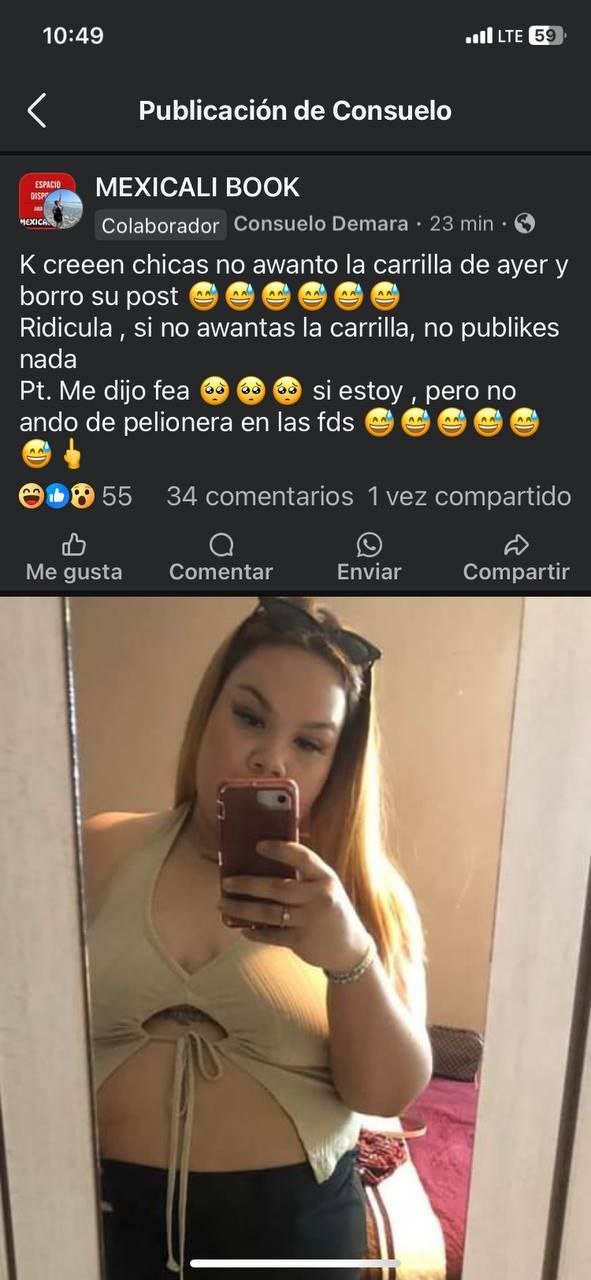 10:49
LTE 59
Publicación de Consuelo
ESPACIO
MEXICALI BOOK
Colaborador Consuelo Demara · 23 min ·
K creeen chicas no awanto la carrilla de ayer y
borro su post 😅😅😅😅😅😅
Ridicula , si no awantas la carrilla, no publikes
nada
Pt. Me dijo fea 🥺🥺🥺 si estoy , pero no
ando de pelionera en las fds 😅😅😅😅😅
😅🖕
55 34 comentarios 1 vez compartido
Me gusta Comentar Enviar Compartir